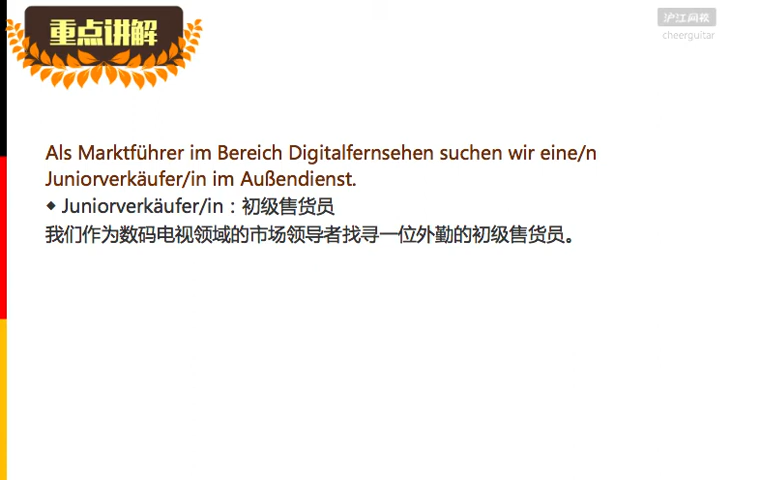 重点讲解
沪江网校
cheerguitar
Als Marktführer im Bereich Digitalfernsehen suchen wir eine/n
Juniorverkäufer/in im Außendienst.
◆ Juniorverkäufer/in：初级售货员
我们作为数码电视领域的市场领导者找寻一位外勤的初级售货员。